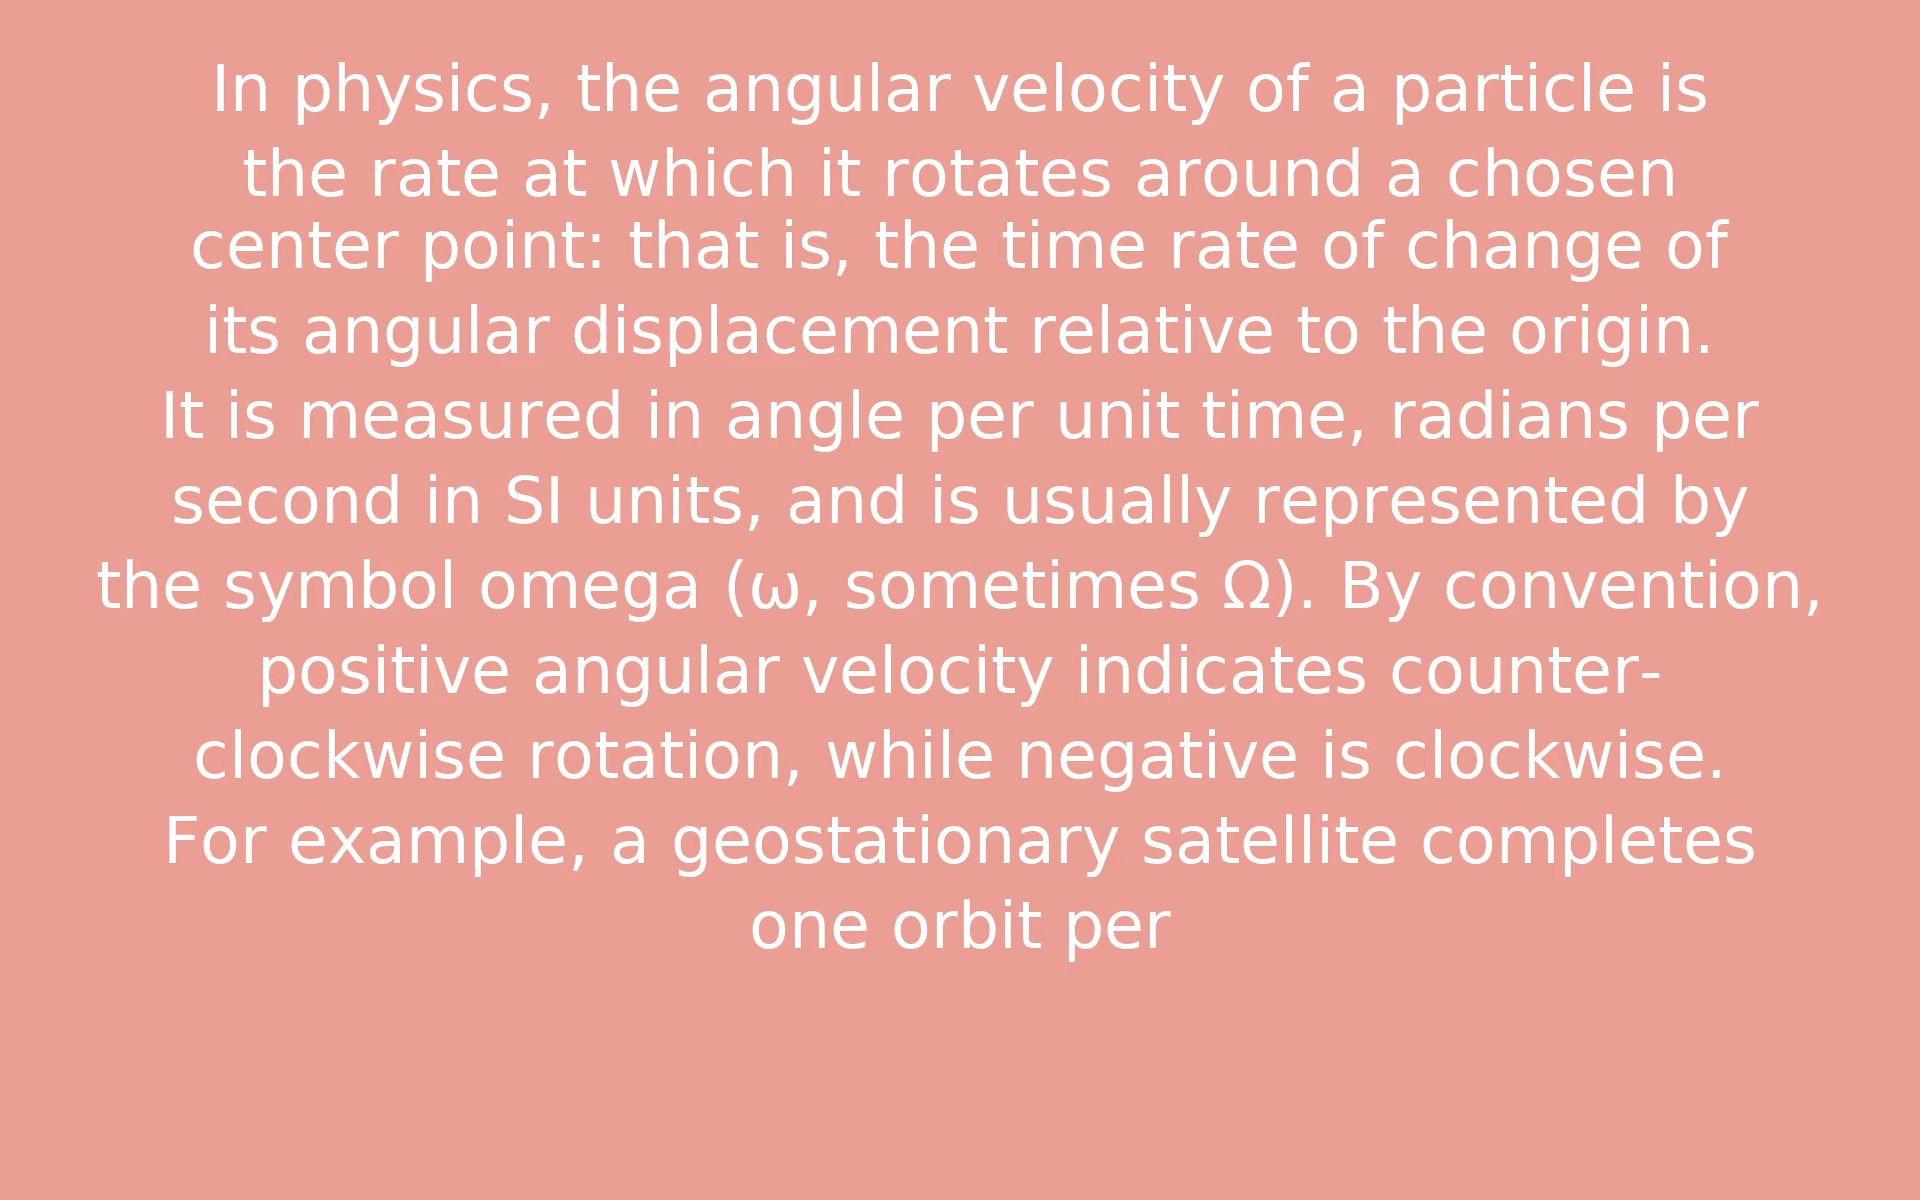 In physics, the angular velocity of a particle is
the rate at which it rotates around a chosen
center point: that is, the time rate of change of
its angular displacement relative to the origin.
It is measured in angle per unit time, radians per
second in SI units, and is usually represented by
the symbol omega (ω, sometimes Ω). By convention,
positive angular velocity indicates counter-
clockwise rotation, while negative is clockwise.
For example, a geostationary satellite completes
one orbit per